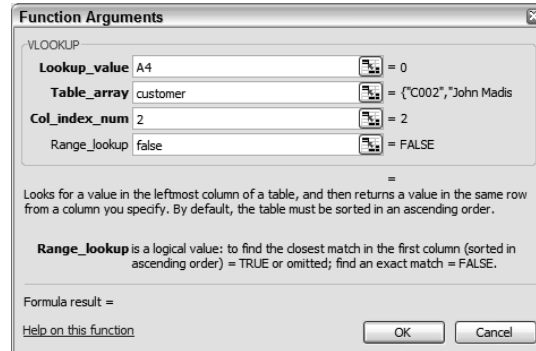 Function Arguments
VLOOKUP
Lookup_value A4 = 0
Table_array customer = {"C002","John Madis
Col_index_num 2 = 2
Range_lookup false = FALSE
=
Looks for a value in the leftmost column of a table, and then returns a value in the same row
from a column you specify. By default, the table must be sorted in an ascending order.
Range_lookup is a logical value: to find the closest match in the first column (sorted in
ascending order) = TRUE or omitted; find an exact match = FALSE.
Formula result =
Help on this function OK Cancel